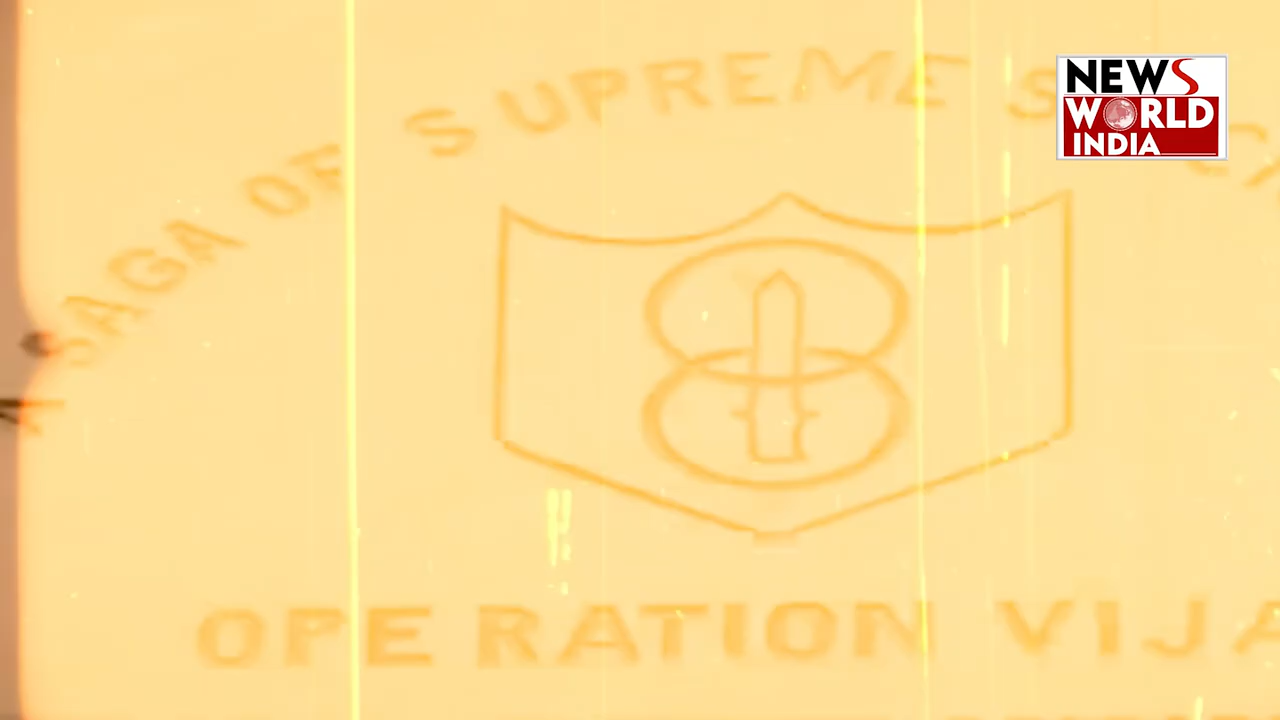 A SAGA OF SUPREME S
OPERATION VIJA
NEWS
WORLD
INDIA